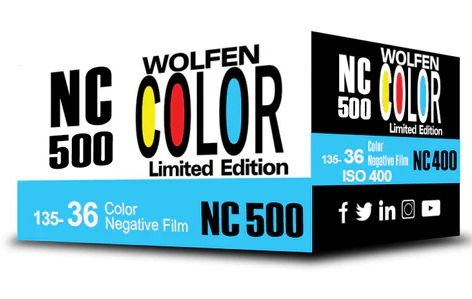 NC
500
WOLFEN
COLOR
Limited Edition
135-36 Color
Negative Film
NC 500
WOLFEN
NC
500
COLOR
Limited Edition
135-36 Color
Negative Film
NC 400
ISO 400
f
in